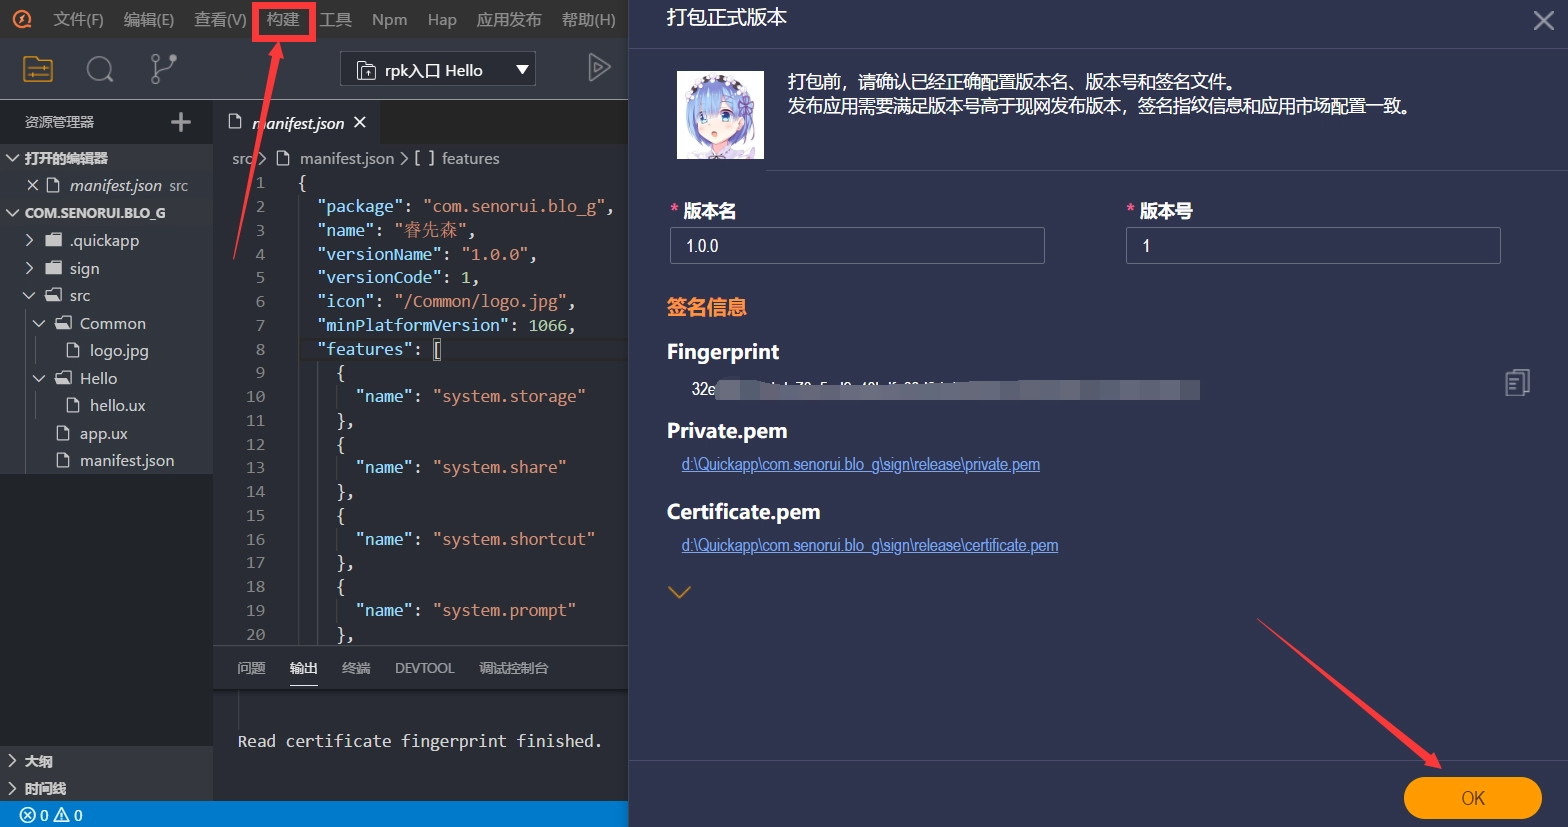 文件(F) 编辑(E) 查看(V) 构建 工具 Npm Hap 应用发布 帮助(H)
rpk入口 Hello
资源管理器
打开的编辑器
manifest.json src
COM.SENORUI.BLO_G
.quickapp
sign
src
Common
logo.jpg
Hello
hello.ux
app.ux
manifest.json
大纲
时间线
0 0
manifest.json
src manifest.json [ ] features
1 {
2 "package": "com.senorui.blo_g",
3 "name": "睿先森",
4 "versionName": "1.0.0",
5 "versionCode": 1,
6 "icon": "/Common/logo.jpg",
7 "minPlatformVersion": 1066,
8 "features": [
9 {
10 "name": "system.storage"
11 },
12 {
13 "name": "system.share"
14 },
15 {
16 "name": "system.shortcut"
17 },
18 {
19 "name": "system.prompt"
20 },
问题 输出 终端 DEVTOOL 调试控制台
Read certificate fingerprint finished.
打包正式版本
打包前，请确认已经正确配置版本名、版本号和签名文件。
发布应用需要满足版本号高于现网发布版本，签名指纹信息和应用市场配置一致。
* 版本名 * 版本号
1.0.0 1
签名信息
Fingerprint
32e
Private.pem
d:\Quickapp\com.senorui.blo_g\sign\release\private.pem
Certificate.pem
d:\Quickapp\com.senorui.blo_g\sign\release\certificate.pem
OK